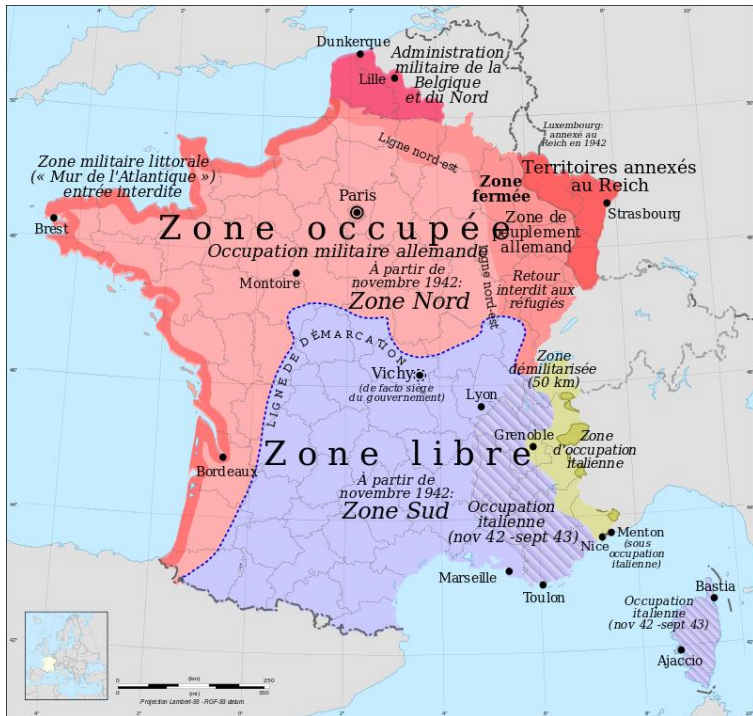 Dunkerque
Administration
militaire de la
Belgique
et du Nord
Lille
Luxembourg:
annexé au
Reich en 1942
Ligne nord-est
Zone militaire littorale
(« Mur de l'Atlantique »)
entrée interdite
Territoires annexés
au Reich
Zone
fermée
Paris
Strasbourg
Brest
Zone occupée
Zone de
peuplement
allemand
Occupation militaire allemande
Ligne nord-est
À partir de
novembre 1942:
Zone Nord
Montoire
Retour
interdit aux
réfugiés
LIGNE DE DÉMARCATION
Vichy
(de facto siège
du gouvernement)
Zone
démilitarisée
(50 km)
Lyon
Grenoble
Zone
d'occupation
italienne
Zone libre
Bordeaux
À partir de
novembre 1942:
Zone Sud
Occupation
italienne
(nov 42 -sept 43)
Menton
(sous
occupation
italienne)
Nice
Marseille
Toulon
Bastia
Occupation
italienne
(nov 42 -sept 43)
Ajaccio
(km)
0
250
(mi)
0
Projection Lambert-93 - RGF-93 datum